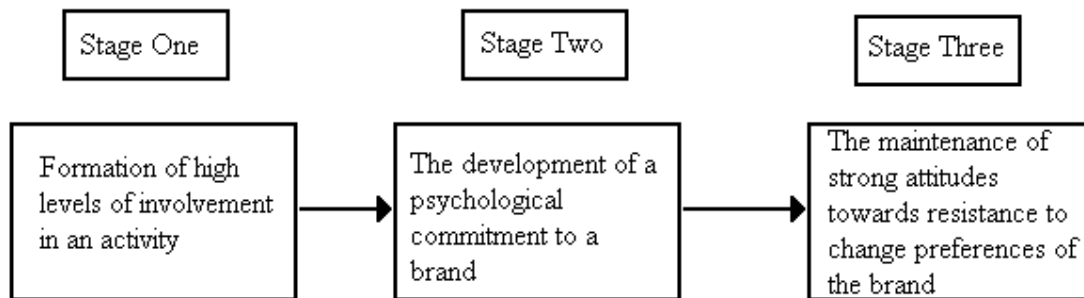 Stage One
Stage Two
Stage Three
Formation of high
levels of involvement
in an activity
The development of a
psychological
commitment to a
brand
The maintenance of
strong attitudes
towards resistance to
change preferences of
the brand